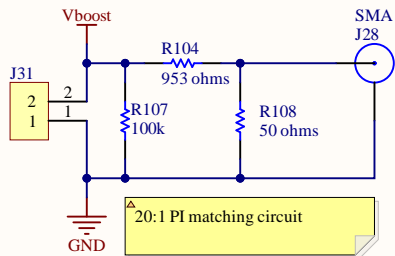 Vboost
SMA
J28
R104
953 ohms
J31
2
2
1
1
R107
100k
R108
50 ohms
GND
20:1 PI matching circuit